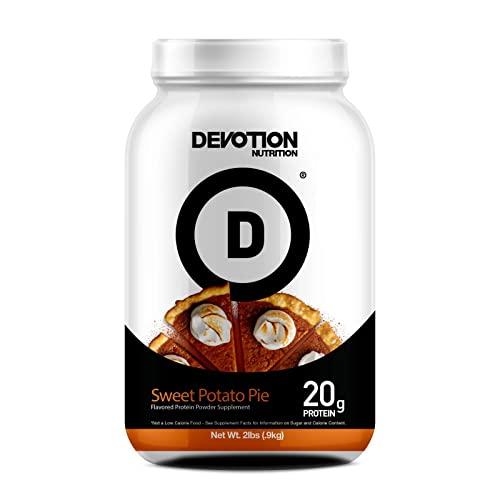 DEVOTION
NUTRITION
®
D
Sweet Potato Pie
Flavored Protein Powder Supplement
20g
PROTEIN
*Not a Low Calorie Food - See Supplement Facts for Information on Sugar and Calorie Content.
Net Wt. 2lbs (.9kg)